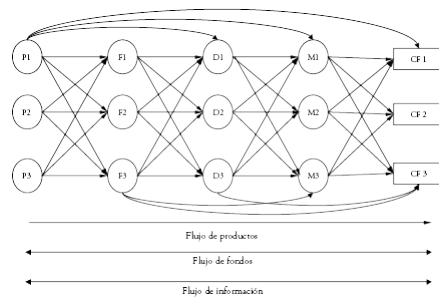 P1 F1 D1 M1 CF 1
P2 F2 D2 M2 CF 2
P3 F3 D3 M3 CF 3
Flujo de productos
Flujo de fondos
Flujo de información